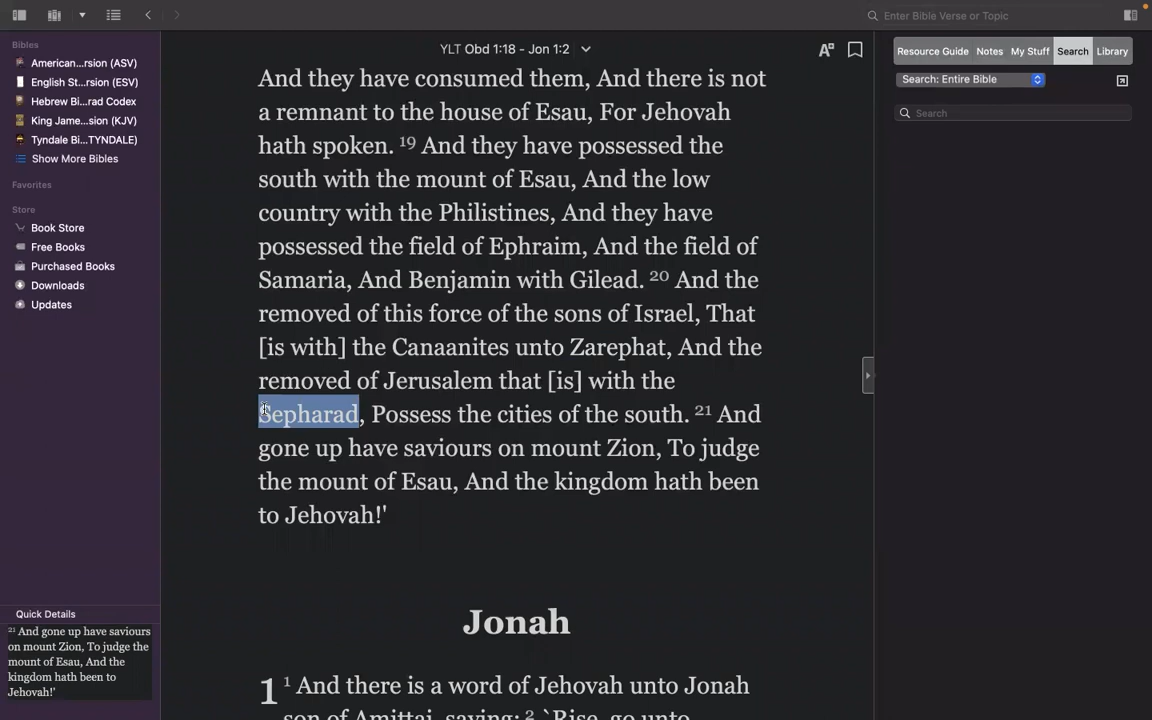 Enter Bible Verse or Topic
Bibles
American...rsion (ASV)
English St...rsion (ESV)
Hebrew Bi...rad Codex
King Jame...rsion (KJV)
Tyndale Bi...TYNDALE)
Show More Bibles
Favorites
Store
Book Store
Free Books
Purchased Books
Downloads
Updates
Quick Details
21 And gone up have saviours
on mount Zion, To judge the
mount of Esau, And the
kingdom hath been to
Jehovah!'
YLT Obd 1:18 - Jon 1:2
And they have consumed them, And there is not
a remnant to the house of Esau, For Jehovah
hath spoken. 19 And they have possessed the
south with the mount of Esau, And the low
country with the Philistines, And they have
possessed the field of Ephraim, And the field of
Samaria, And Benjamin with Gilead. 20 And the
removed of this force of the sons of Israel, That
[is with] the Canaanites unto Zarephat, And the
removed of Jerusalem that [is] with the
Sepharad, Possess the cities of the south. 21 And
gone up have saviours on mount Zion, To judge
the mount of Esau, And the kingdom hath been
to Jehovah!'
Jonah
1 1 And there is a word of Jehovah unto Jonah
son of Amittai, saying: 2 `Rise, go unto
Resource Guide
Notes
My Stuff
Search
Library
Search: Entire Bible
Search